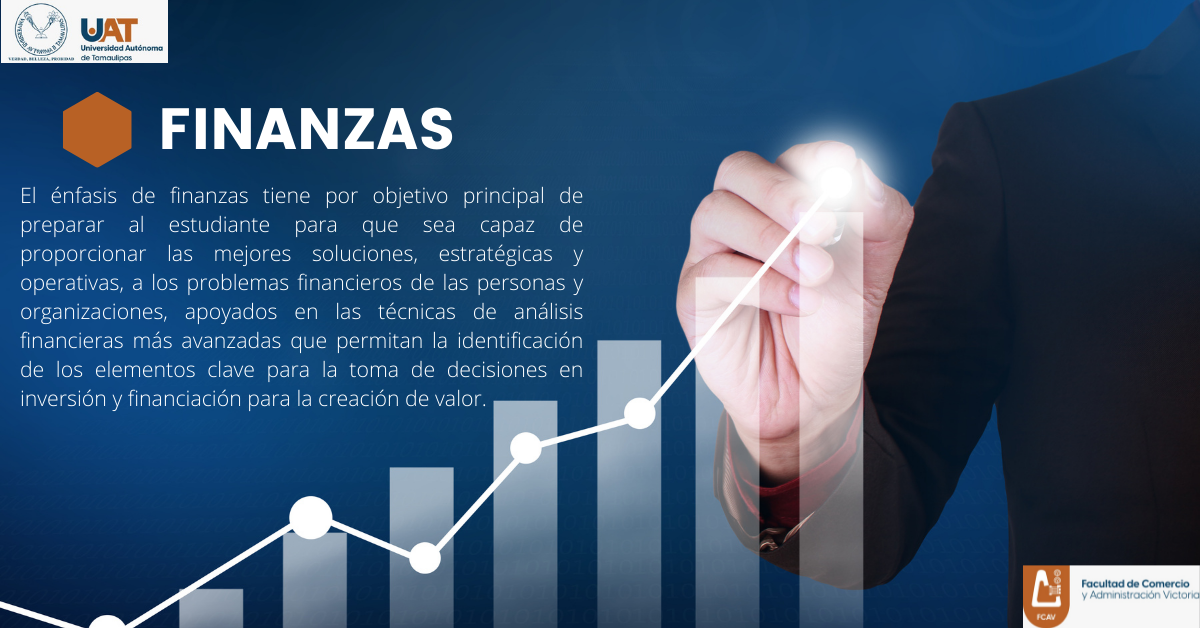 UAT
Universidad Autónoma
de Tamaulipas
VERDAD, BELLEZA, PROBIDAD
FINANZAS
El énfasis de finanzas tiene por objetivo principal de
preparar al estudiante para que sea capaz de
proporcionar las mejores soluciones, estratégicas y
operativas, a los problemas financieros de las personas y
organizaciones, apoyados en las técnicas de análisis
financieras más avanzadas que permitan la identificación
de los elementos clave para la toma de decisiones en
inversión y financiación para la creación de valor.
Facultad de Comercio
y Administración Victoria
FCAV